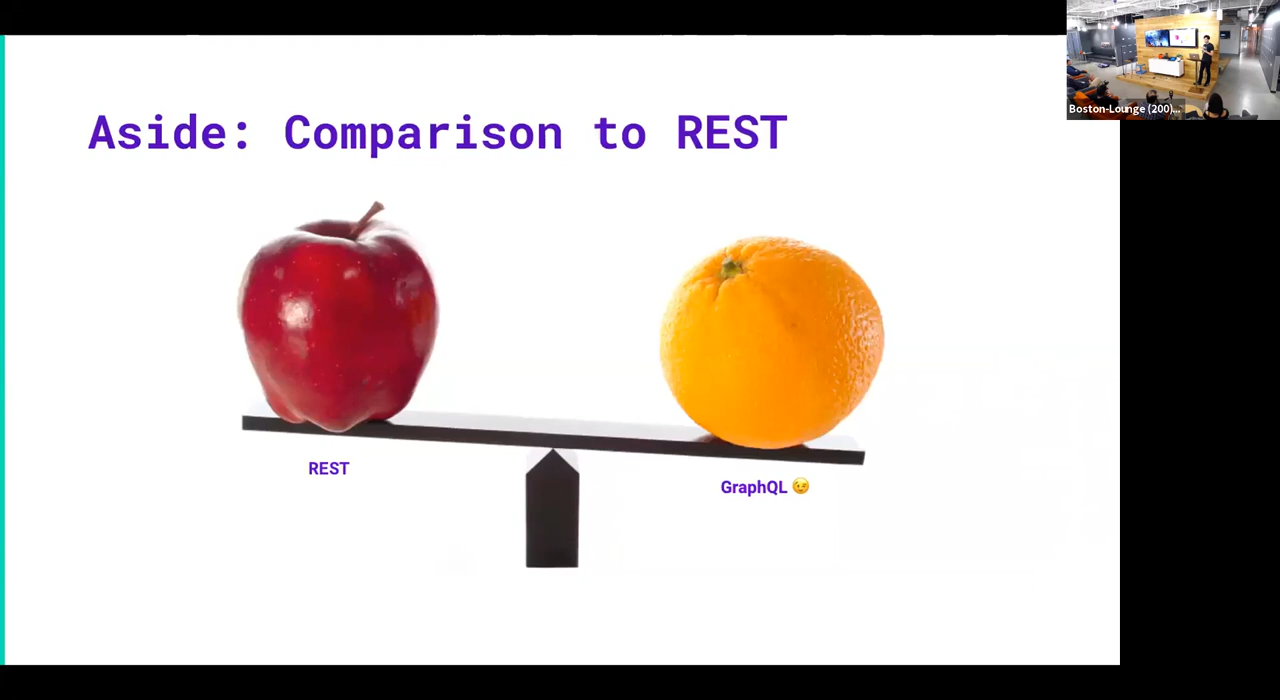 Aside: Comparison to REST
REST
GraphQL 😉
Boston-Lounge (200)...